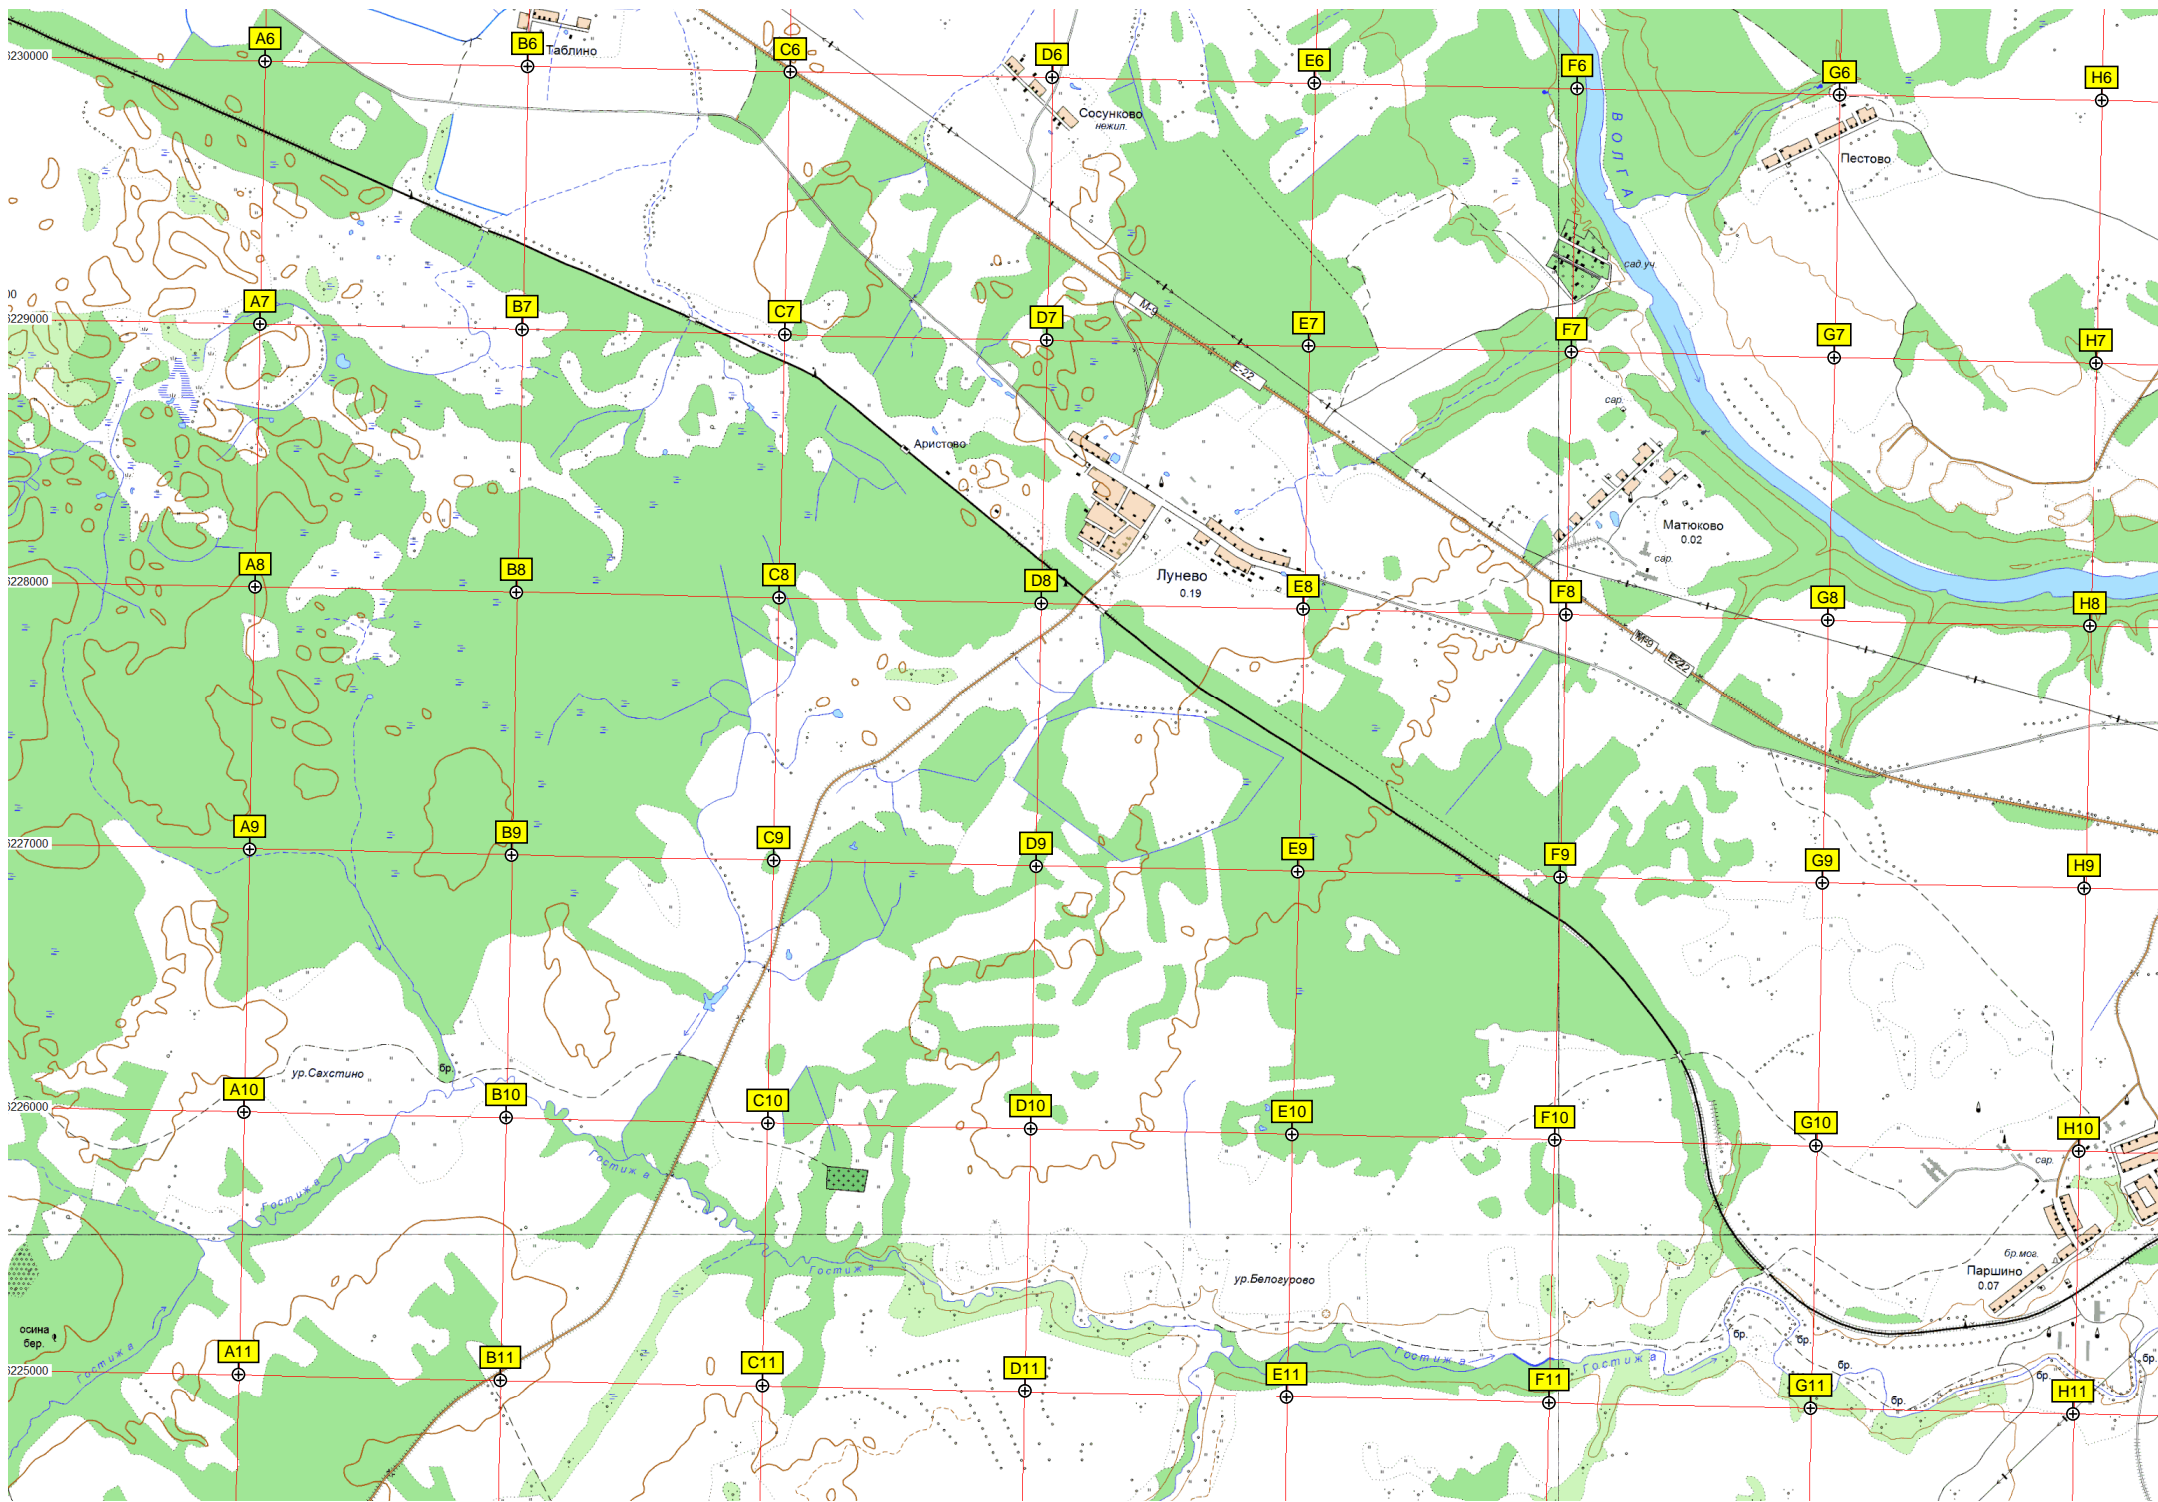 A6
B6
Таблино
C6
D6
E6
F6
G6
H6
6230000
Сосунково
нежил.
ВОЛГА
Пестово
сад.уч.
A7
B7
C7
D7
E7
F7
G7
H7
00
6229000
М-9
Е-22
сар.
Аристово
Матюково
0.02
сар.
Лунево
0.19
A8
B8
C8
D8
E8
F8
G8
H8
6228000
М-9
Е-22
A9
B9
C9
D9
E9
F9
G9
H9
6227000
ур.Сахстино
бр.
A10
B10
C10
D10
E10
F10
G10
H10
6226000
сар.
Гостижа
Гостижа
Гостижа
ур.Белогурово
бр.мог.
Паршино
0.07
осина
бер.
Гостижа
Гостижа
Гостижа
бр.
бр.
бр.
бр.
бр.
бр.
A11
B11
C11
D11
E11
F11
G11
H11
6225000